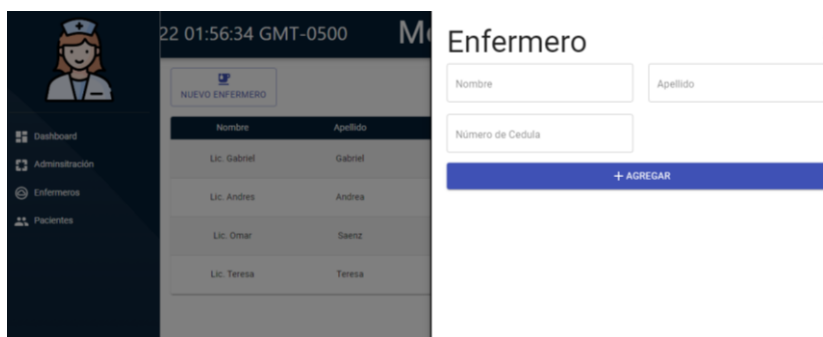 22 01:56:34 GMT-0500
NUEVO ENFERMERO
Dashboard
Adminsitración
Enfermeros
Pacientes
Nombre Apellido
Lic. Gabriel Gabriel
Lic. Andres Andrea
Lic. Omar Saenz
Lic. Teresa Teresa
Enfermero
Nombre Apellido
Número de Cedula
+ AGREGAR